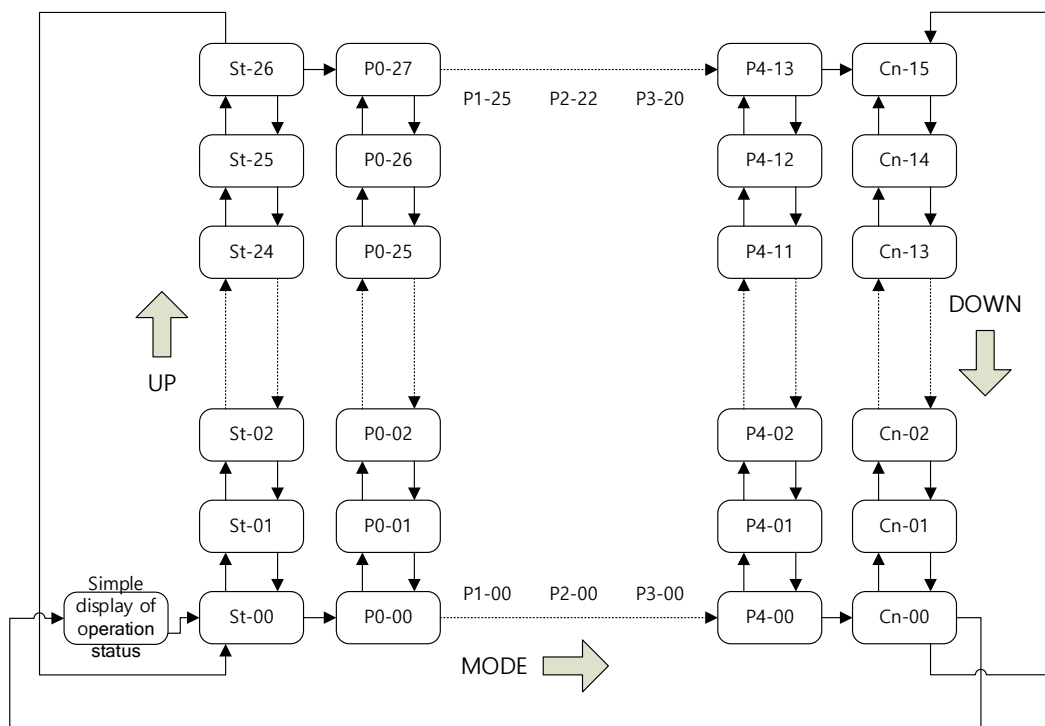 St-26
P0-27
P4-13
Cn-15
P1-25
P2-22
P3-20
St-25
P0-26
P4-12
Cn-14
St-24
P0-25
P4-11
Cn-13
UP
DOWN
St-02
P0-02
P4-02
Cn-02
St-01
P0-01
P4-01
Cn-01
Simple
display of
operation
status
St-00
P0-00
P1-00
P2-00
P3-00
P4-00
Cn-00
MODE